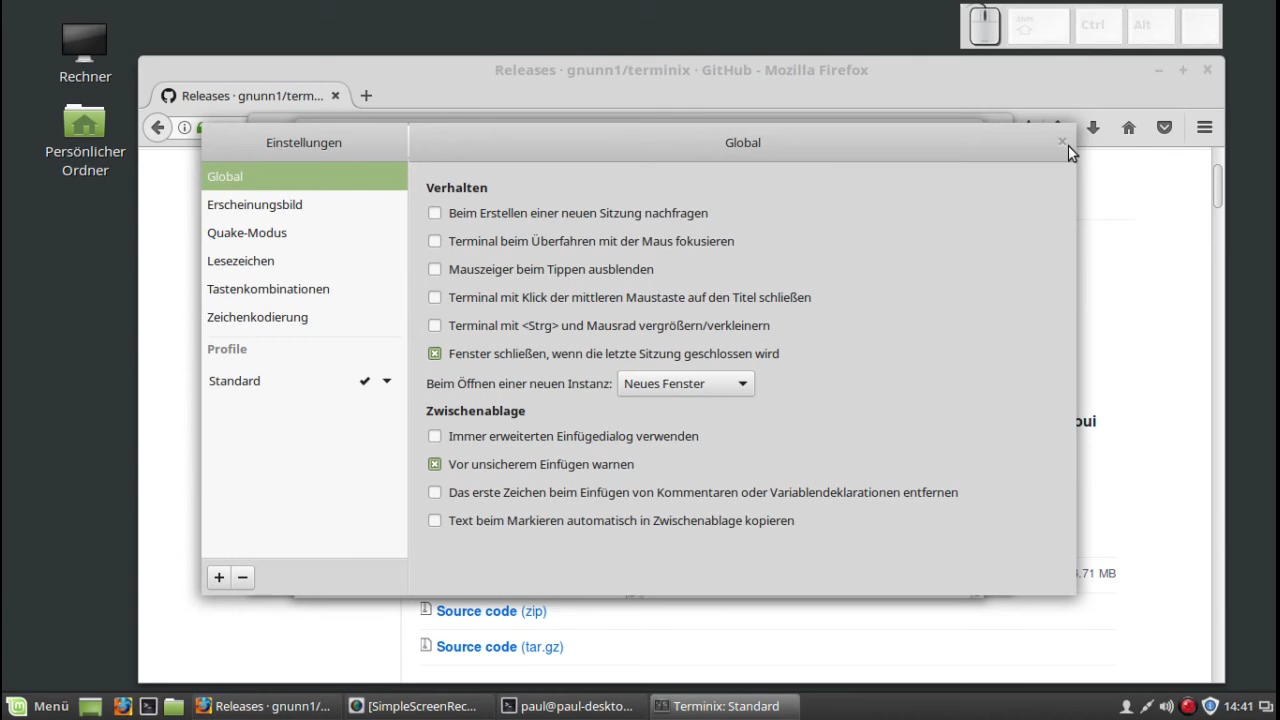 Shift Ctrl Alt
Rechner
Persönlicher
Ordner
Releases · gnunn1/terminix · GitHub - Mozilla Firefox
Releases · gnunn1/term...
Einstellungen
Global
Global
Erscheinungsbild
Quake-Modus
Lesezeichen
Tastenkombinationen
Zeichenkodierung
Profile
Standard
Verhalten
Beim Erstellen einer neuen Sitzung nachfragen
Terminal beim Überfahren mit der Maus fokusieren
Mauszeiger beim Tippen ausblenden
Terminal mit Klick der mittleren Maustaste auf den Titel schließen
Terminal mit <Strg> und Mausrad vergrößern/verkleinern
Fenster schließen, wenn die letzte Sitzung geschlossen wird
Beim Öffnen einer neuen Instanz: Neues Fenster
Zwischenablage
Immer erweiterten Einfügedialog verwenden
Vor unsicherem Einfügen warnen
Das erste Zeichen beim Einfügen von Kommentaren oder Variablendeklarationen entfernen
Text beim Markieren automatisch in Zwischenablage kopieren
oui
.71 MB
Source code (zip)
Source code (tar.gz)
Menü
Releases · gnunn1/...
[SimpleScreenRec...
paul@paul-deskto...
Terminix: Standard
14:41